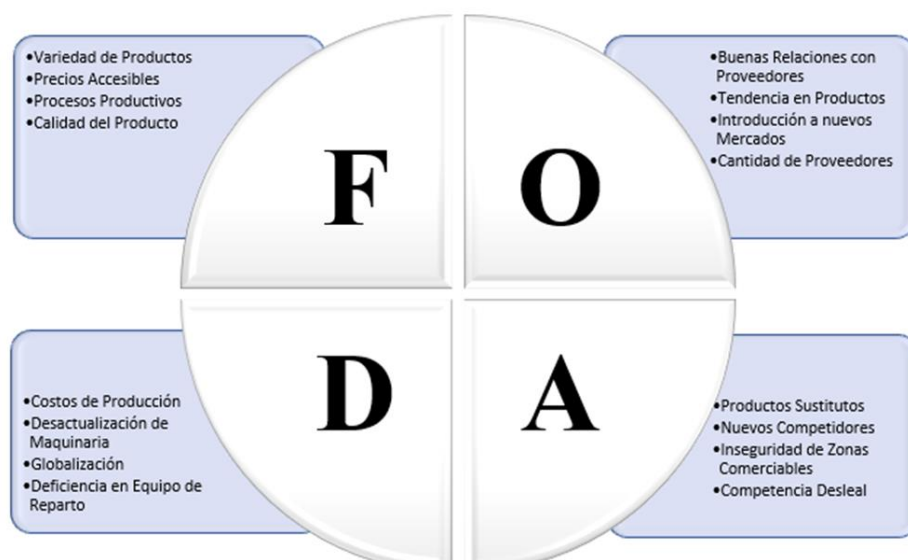 •Variedad de Productos
•Precios Accesibles
•Procesos Productivos
•Calidad del Producto
F
O
•Buenas Relaciones con
Proveedores
•Tendencia en Productos
•Introducción a nuevos
Mercados
•Cantidad de Proveedores
•Costos de Producción
•Desactualización de
Maquinaria
•Globalización
•Deficiencia en Equipo de
Reparto
D
A
•Productos Sustitutos
•Nuevos Competidores
•Inseguridad de Zonas
Comerciables
•Competencia Desleal